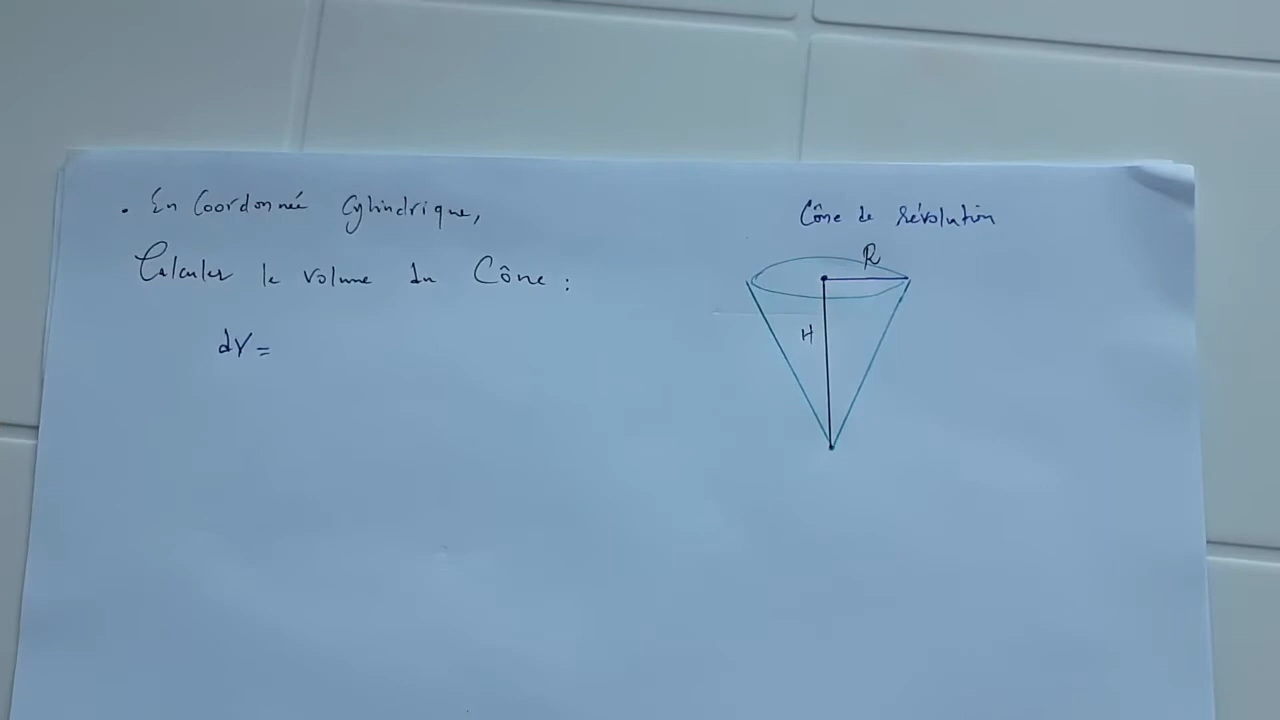 . En Coordonnée Cylindrique,
Calculer le volume du Cône :
dV =
Cône de révolution
R
H